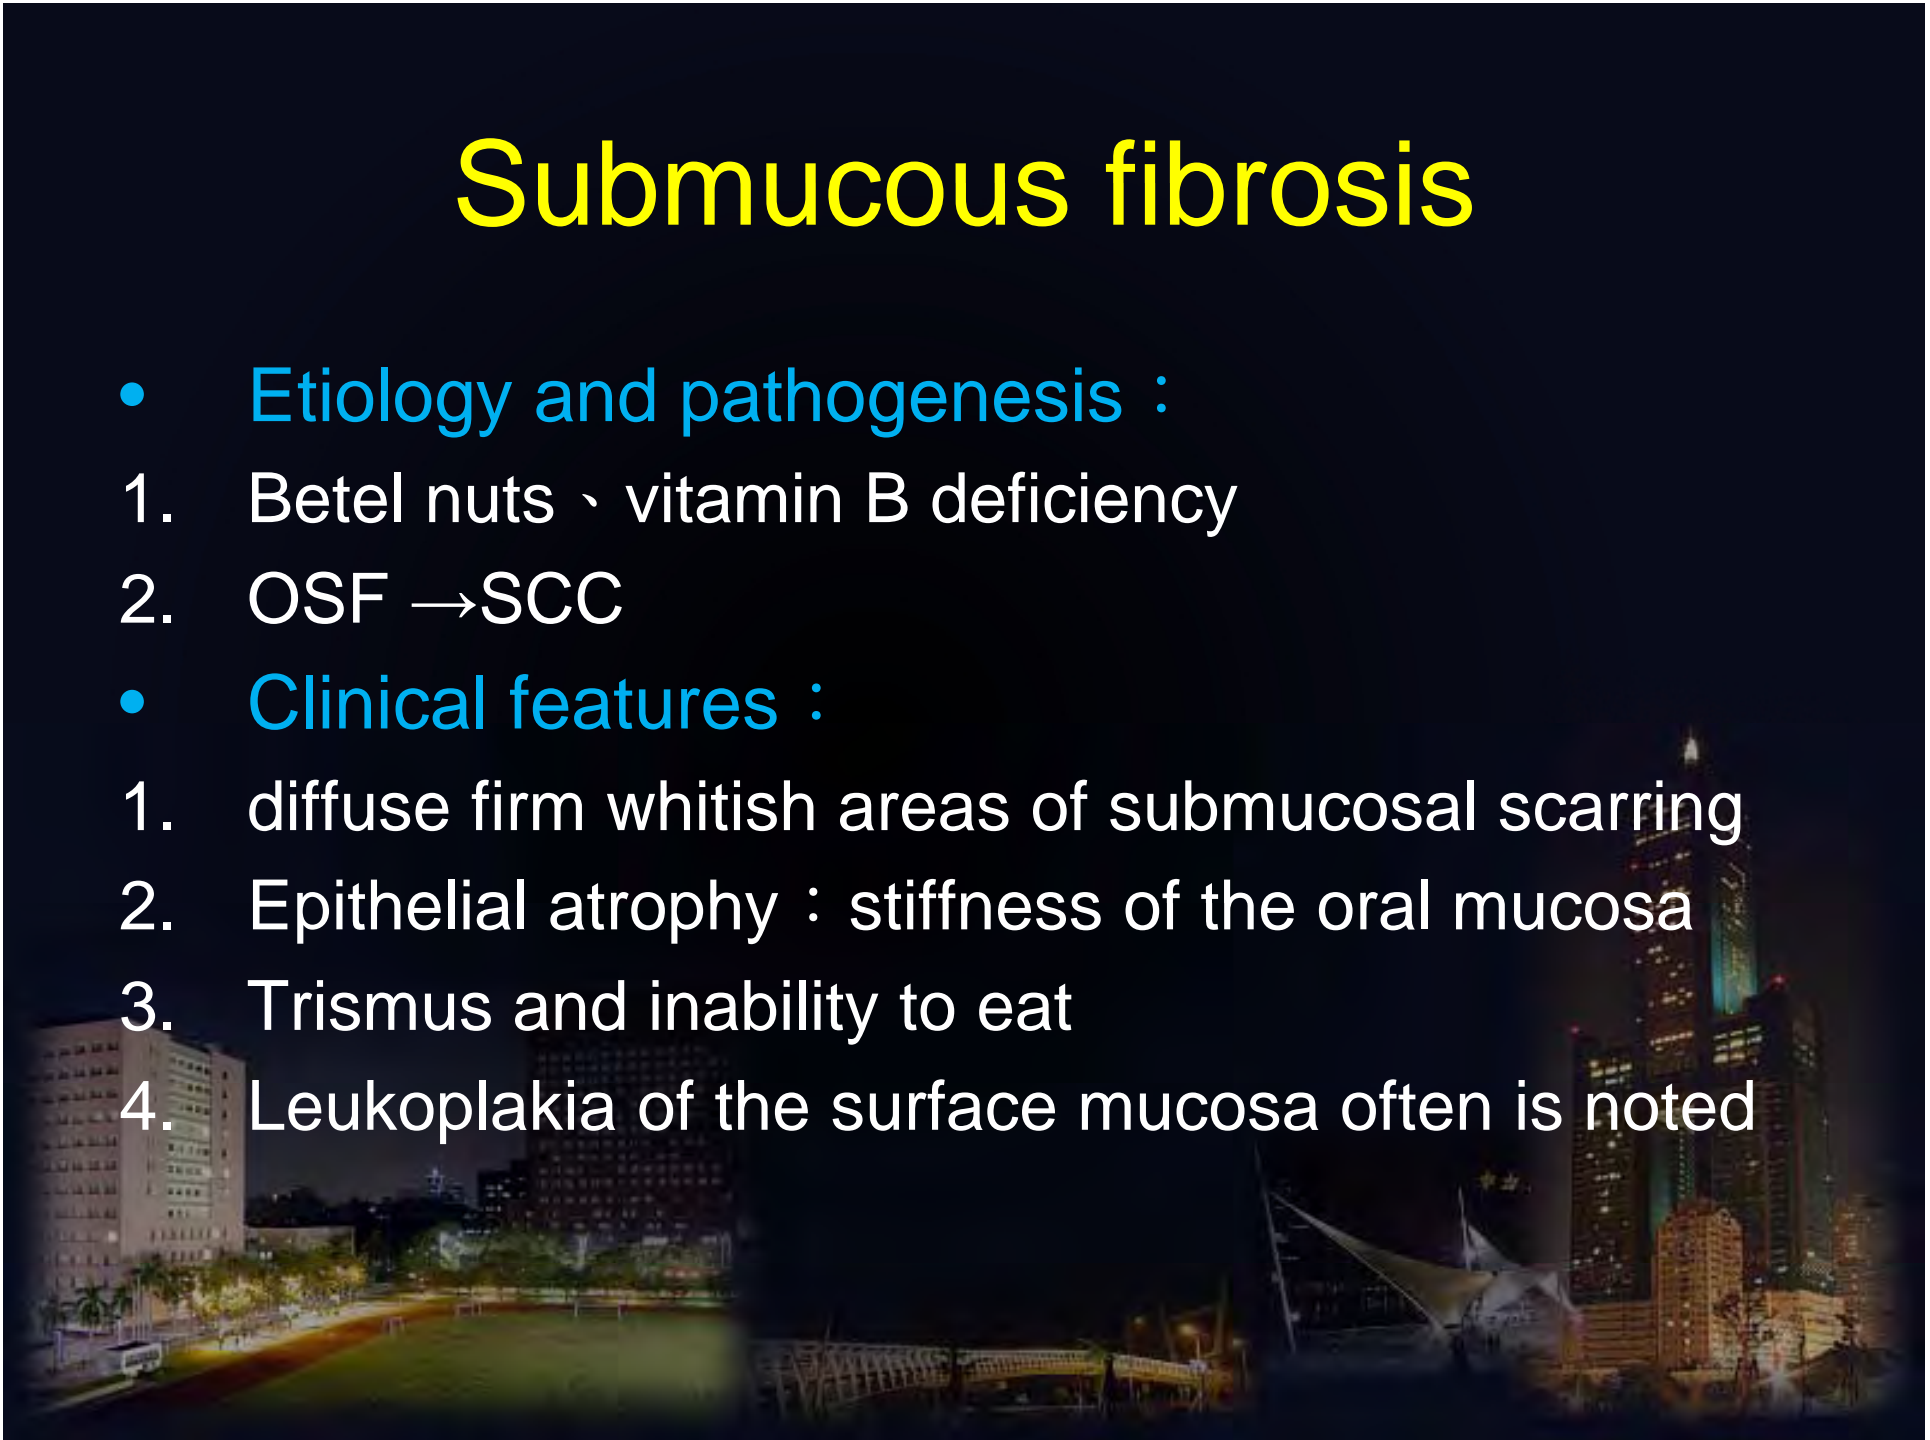 Submucous fibrosis
• Etiology and pathogenesis：
1. Betel nuts、vitamin B deficiency
2. OSF →SCC
• Clinical features：
1. diffuse firm whitish areas of submucosal scarring
2. Epithelial atrophy：stiffness of the oral mucosa
3. Trismus and inability to eat
4. Leukoplakia of the surface mucosa often is noted